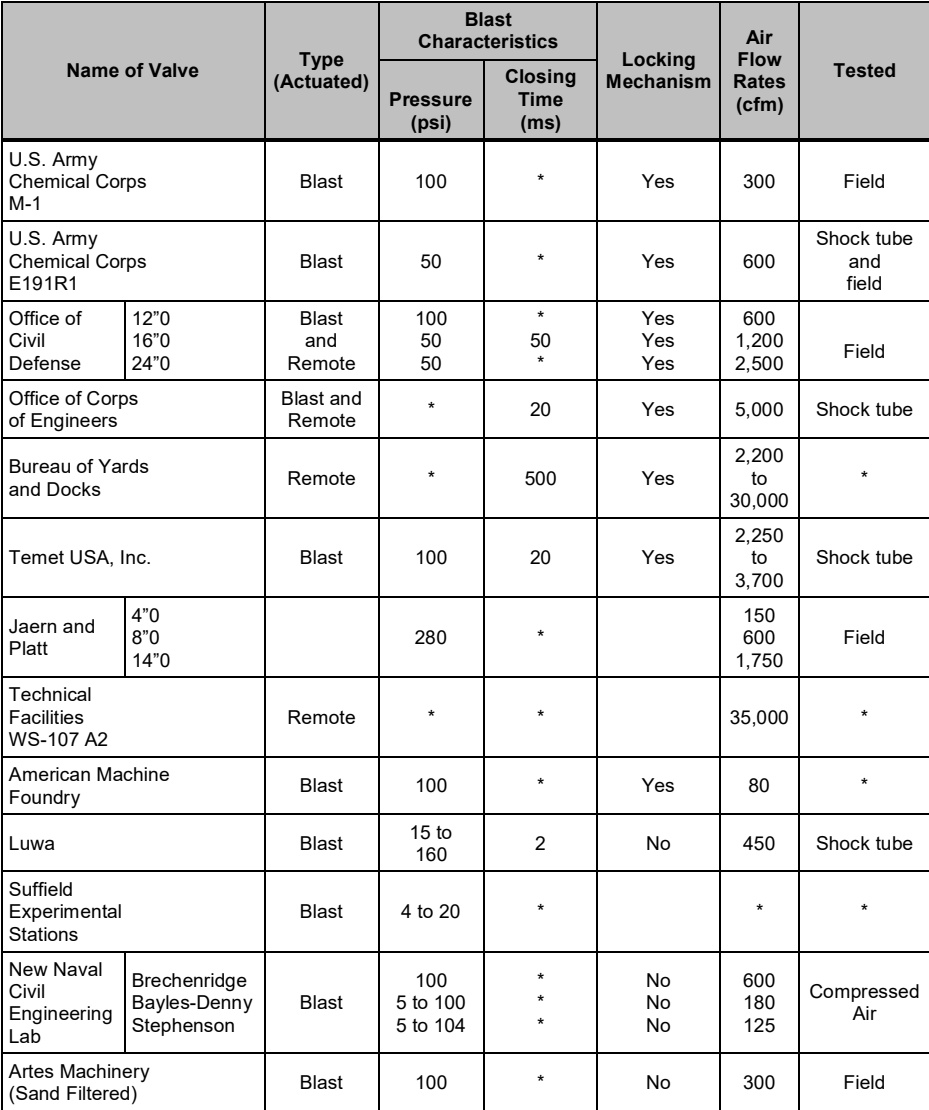 Name of Valve
Type
(Actuated)
Blast
Characteristics
Pressure
(psi)
Closing
Time
(ms)
Locking
Mechanism
Air
Flow
Rates
(cfm)
Tested
U.S. Army
Chemical Corps
M-1
Blast
100
*
Yes
300
Field
U.S. Army
Chemical Corps
E191R1
Blast
50
*
Yes
600
Shock tube
and
field
Office of
Civil
Defense
12”0
16”0
24”0
Blast
and
Remote
100
50
50
*
50
*
Yes
Yes
Yes
600
1,200
2,500
Field
Office of Corps
of Engineers
Blast and
Remote
*
20
Yes
5,000
Shock tube
Bureau of Yards
and Docks
Remote
*
500
Yes
2,200
to
30,000
*
Temet USA, Inc.
Blast
100
20
Yes
2,250
to
3,700
Shock tube
Jaern and
Platt
4”0
8”0
14”0
280
*
150
600
1,750
Field
Technical
Facilities
WS-107 A2
Remote
*
*
35,000
*
American Machine
Foundry
Blast
100
*
Yes
80
*
Luwa
Blast
15 to
160
2
No
450
Shock tube
Suffield
Experimental
Stations
Blast
4 to 20
*
*
*
New Naval
Civil
Engineering
Lab
Brechenridge
Bayles-Denny
Stephenson
Blast
100
5 to 100
5 to 104
*
*
*
No
No
No
600
180
125
Compressed
Air
Artes Machinery
(Sand Filtered)
Blast
100
*
No
300
Field